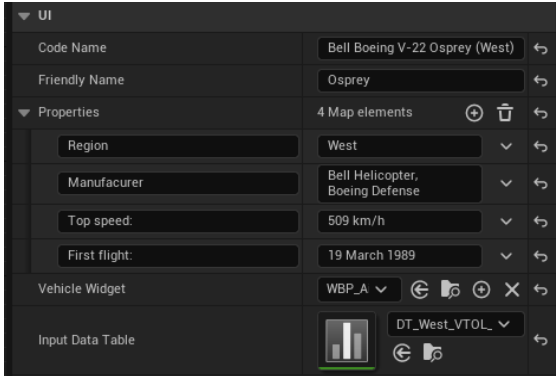 UI
Code Name
Bell Boeing V-22 Osprey (West)
Friendly Name
Osprey
Properties
4 Map elements
Region
West
Manufacurer
Bell Helicopter,
Boeing Defense
Top speed:
509 km/h
First flight:
19 March 1989
Vehicle Widget
WBP_A
Input Data Table
DT_West_VTOL_